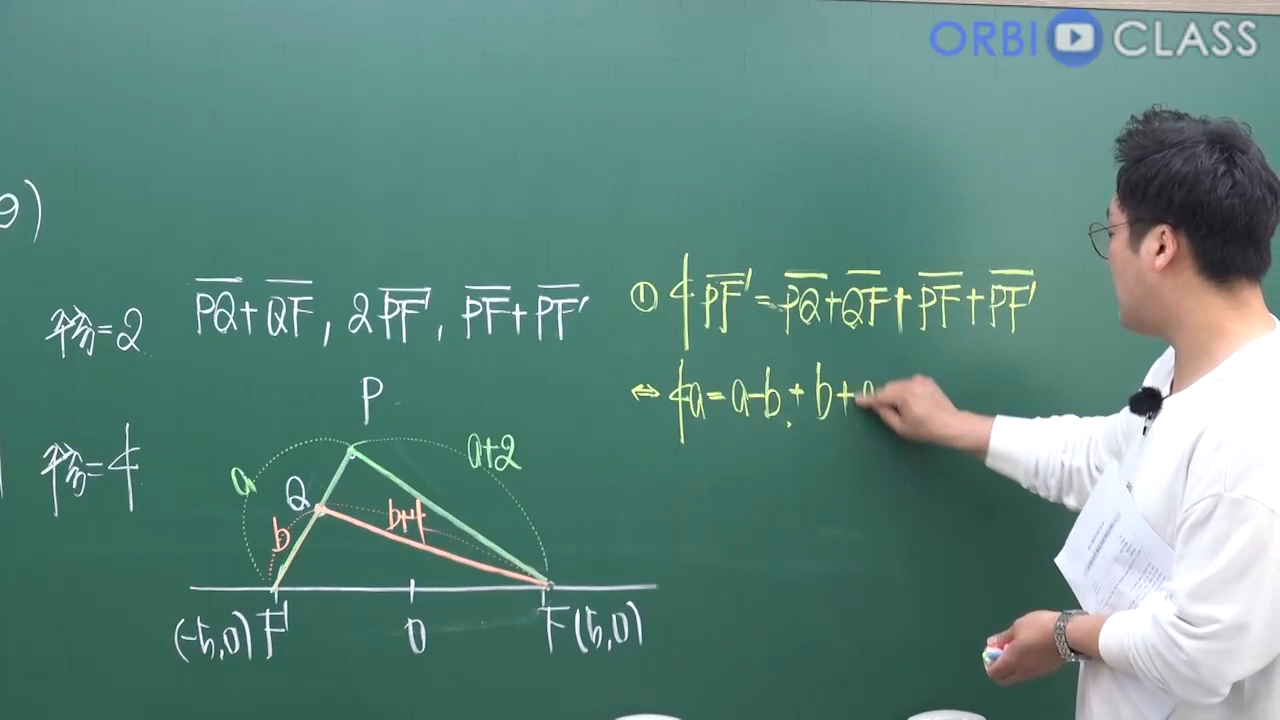 ORBI CLASS
θ)
주축=2
PQ+QF, 2PF', PF+PF'
① 4PF'=PQ+QF+PF+PF'
⇔ 4a=a-b+b+
P
a+2
a
Q
b+4
b
주축=4
(-5,0) F'
O
F(5,0)